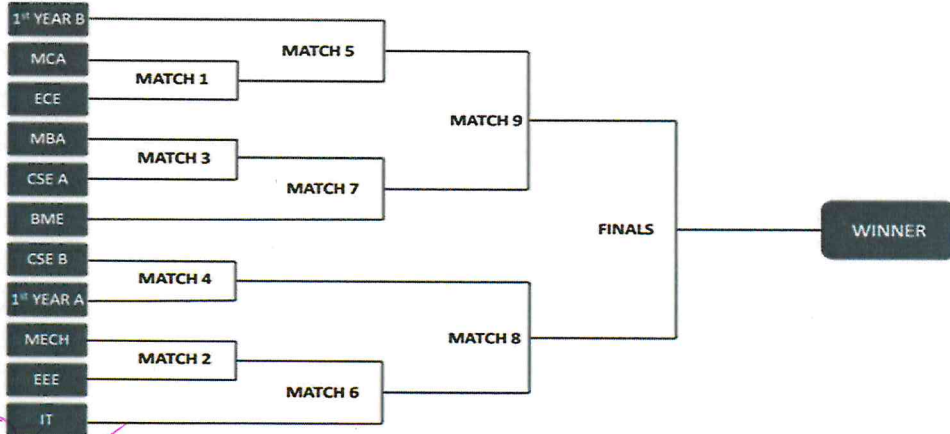 1st YEAR B
MATCH 5
MCA
MATCH 1
ECE
MATCH 9
MBA
MATCH 3
CSE A
MATCH 7
BME
FINALS
WINNER
CSE B
MATCH 4
1st YEAR A
MECH
MATCH 8
MATCH 2
EEE
MATCH 6
IT